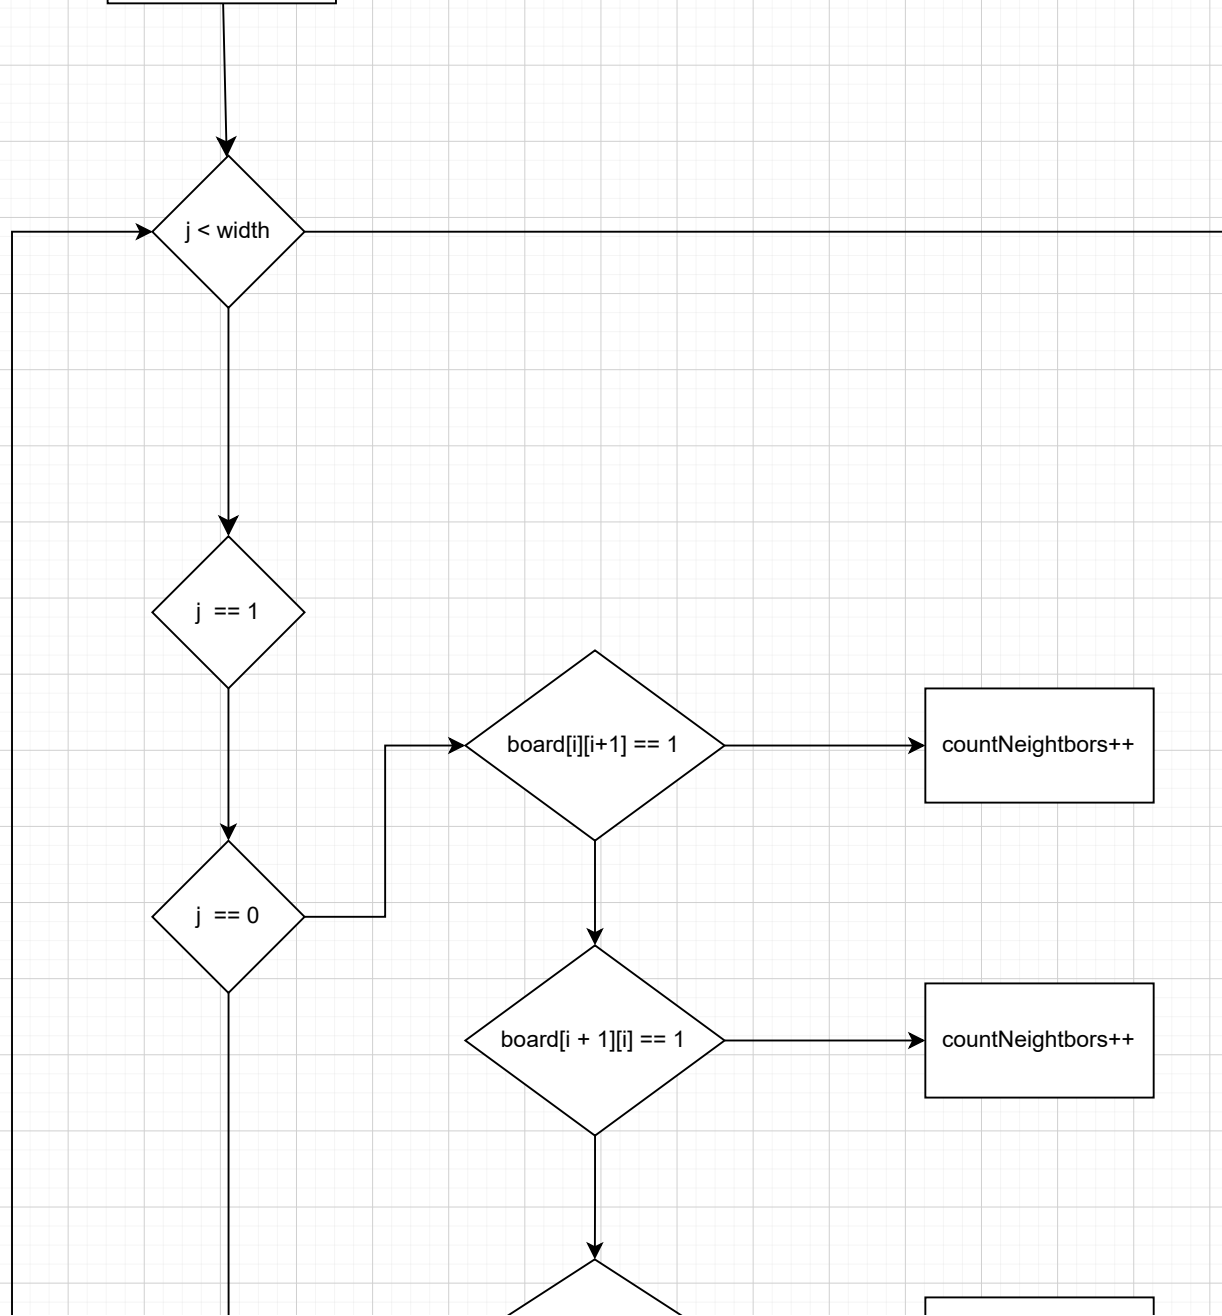 j < width
j  == 1
board[i][i+1] == 1
countNeightbors++
j  == 0
board[i + 1][i] == 1
countNeightbors++